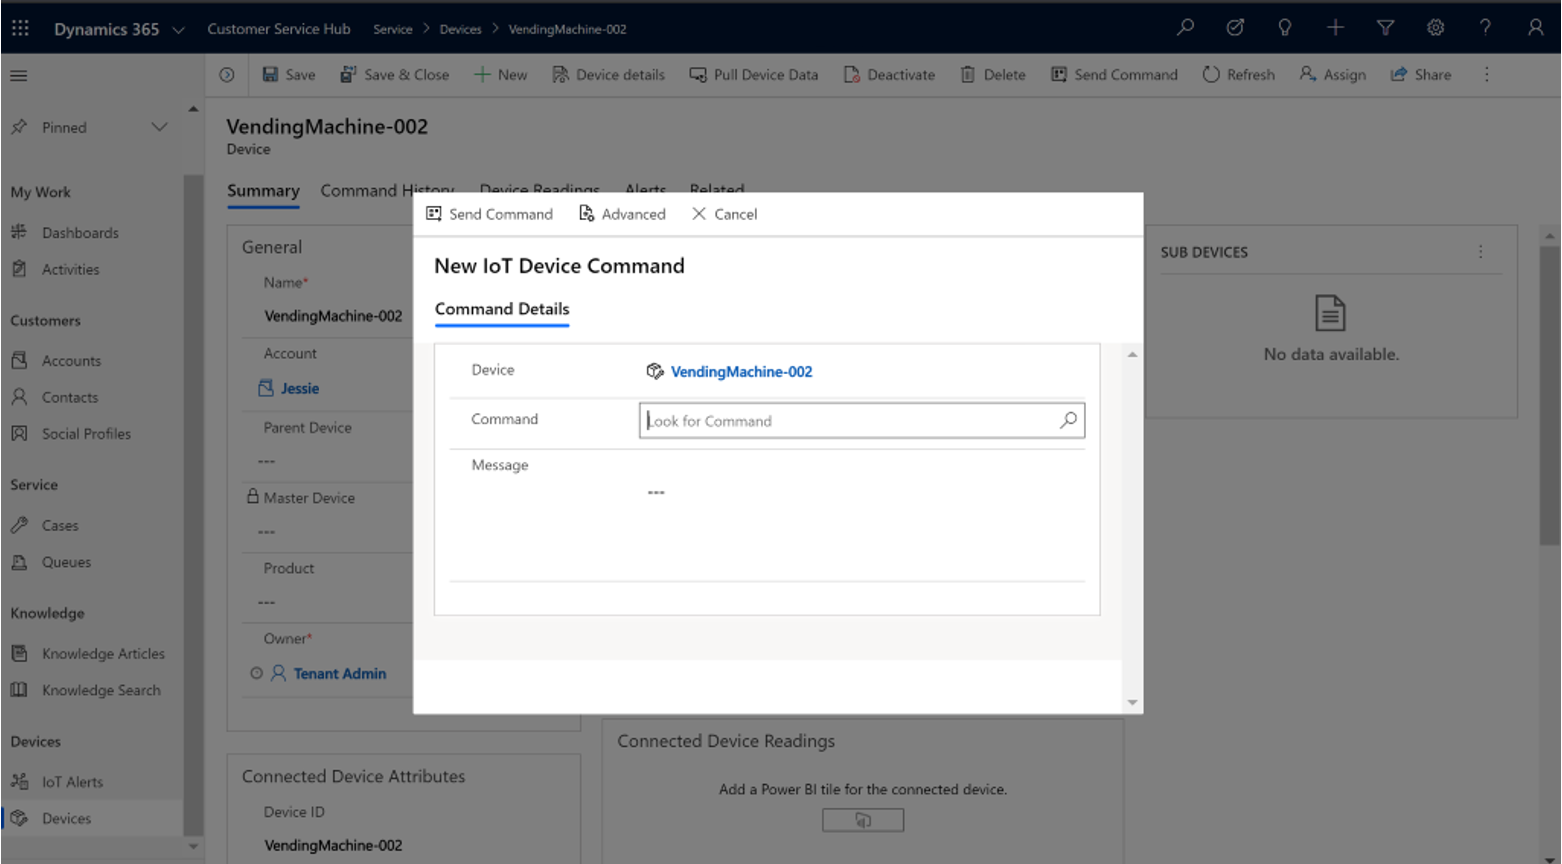 Dynamics 365 Customer Service Hub Service > Devices > VendingMachine-002
Save Save & Close New Device details Pull Device Data Deactivate Delete Send Command Refresh Assign Share
Pinned
My Work
Dashboards
Activities
Customers
Accounts
Contacts
Social Profiles
Service
Cases
Queues
Knowledge
Knowledge Articles
Knowledge Search
Devices
IoT Alerts
Devices
VendingMachine-002
Device
Summary Command History Device Readings Alerts Related
General
Name*
VendingMachine-002
Account
Jessie
Parent Device
---
Master Device
---
Product
---
Owner*
Tenant Admin
Connected Device Attributes
Device ID
VendingMachine-002
Send Command Advanced Cancel
New IoT Device Command
Command Details
Device VendingMachine-002
Command Look for Command
Message
---
Connected Device Readings
Add a Power BI tile for the connected device.
SUB DEVICES
No data available.